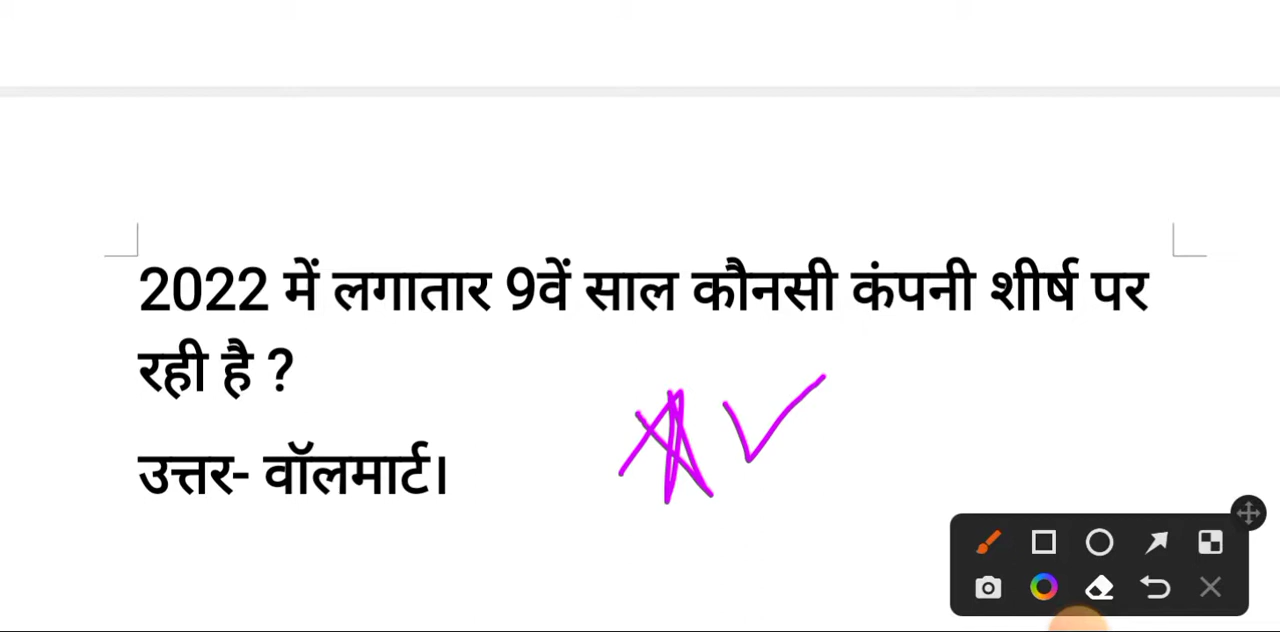 2022 में लगातार 9वें साल कौनसी कंपनी शीर्ष पर
रही है ?
उत्तर- वॉलमार्ट।